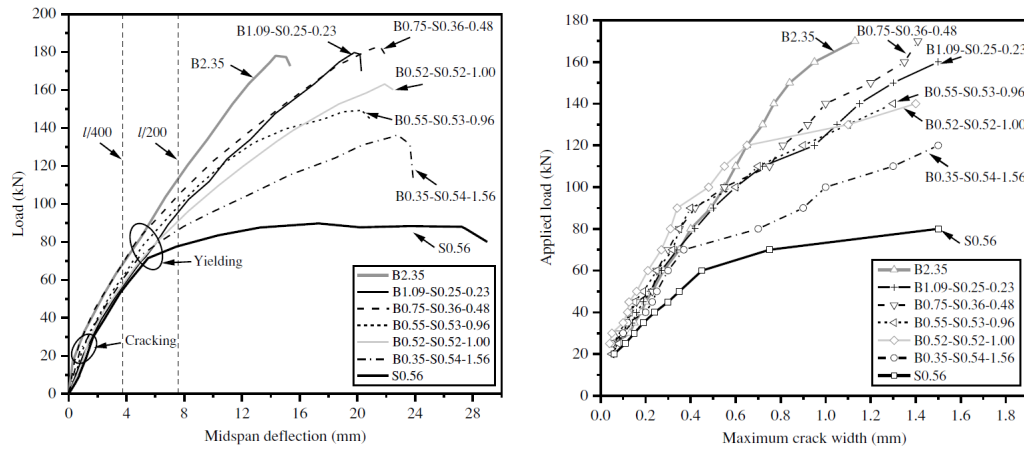 200
180
160
140
120
100
80
60
40
20
0
Load (kN)
0
4
8
12
16
20
24
28
Midspan deflection (mm)
B1.09-S0.25-0.23
B0.75-S0.36-0.48
B2.35
B0.52-S0.52-1.00
B0.55-S0.53-0.96
l/400
l/200
B0.35-S0.54-1.56
S0.56
Yielding
Cracking
B2.35
B1.09-S0.25-0.23
B0.75-S0.36-0.48
B0.55-S0.53-0.96
B0.52-S0.52-1.00
B0.35-S0.54-1.56
S0.56
180
160
140
120
100
80
60
40
20
0
Applied load (kN)
0.0
0.2
0.4
0.6
0.8
1.0
1.2
1.4
1.6
1.8
Maximum crack width (mm)
B2.35
B0.75-S0.36-0.48
B1.09-S0.25-0.23
B0.55-S0.53-0.96
B0.52-S0.52-1.00
B0.35-S0.54-1.56
S0.56
B2.35
B1.09-S0.25-0.23
B0.75-S0.36-0.48
B0.55-S0.53-0.96
B0.52-S0.52-1.00
B0.35-S0.54-1.56
S0.56